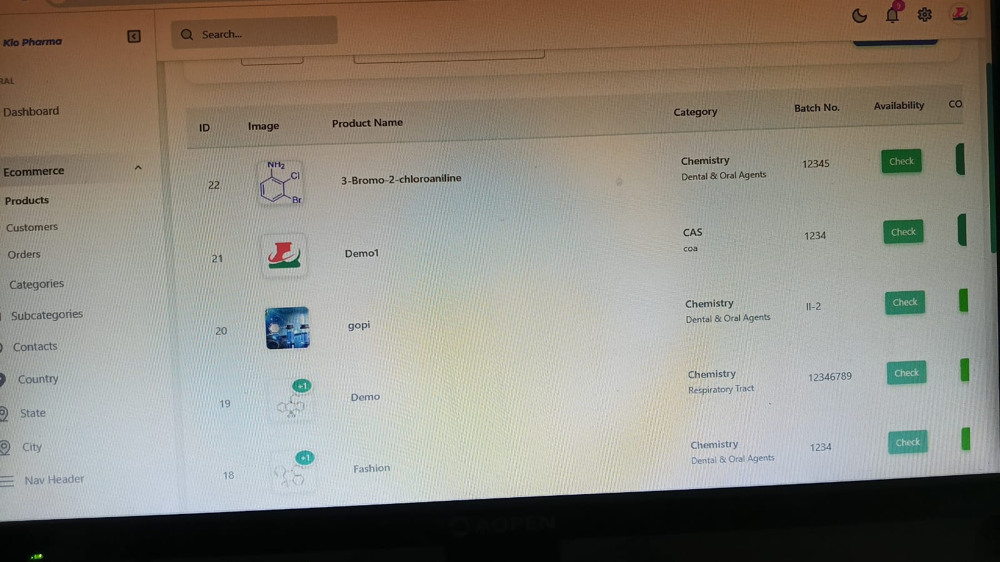 9
Search...
Klo Pharma
RAL
Dashboard
Ecommerce
Products
Customers
Orders
Categories
Subcategories
Contacts
Country
State
City
Nav Header
ID Image Product Name Category Batch No. Availability CO
22 NH2 Cl Br 3-Bromo-2-chloroaniline Chemistry 12345 Check
Dental & Oral Agents
21 Demo1 CAS 1234 Check
coa
20 gopi Chemistry II-2 Check
Dental & Oral Agents
19 +1 Demo Chemistry 12346789 Check
Respiratory Tract
18 +1 Fashion Chemistry 1234 Check
Dental & Oral Agents
AOPEN